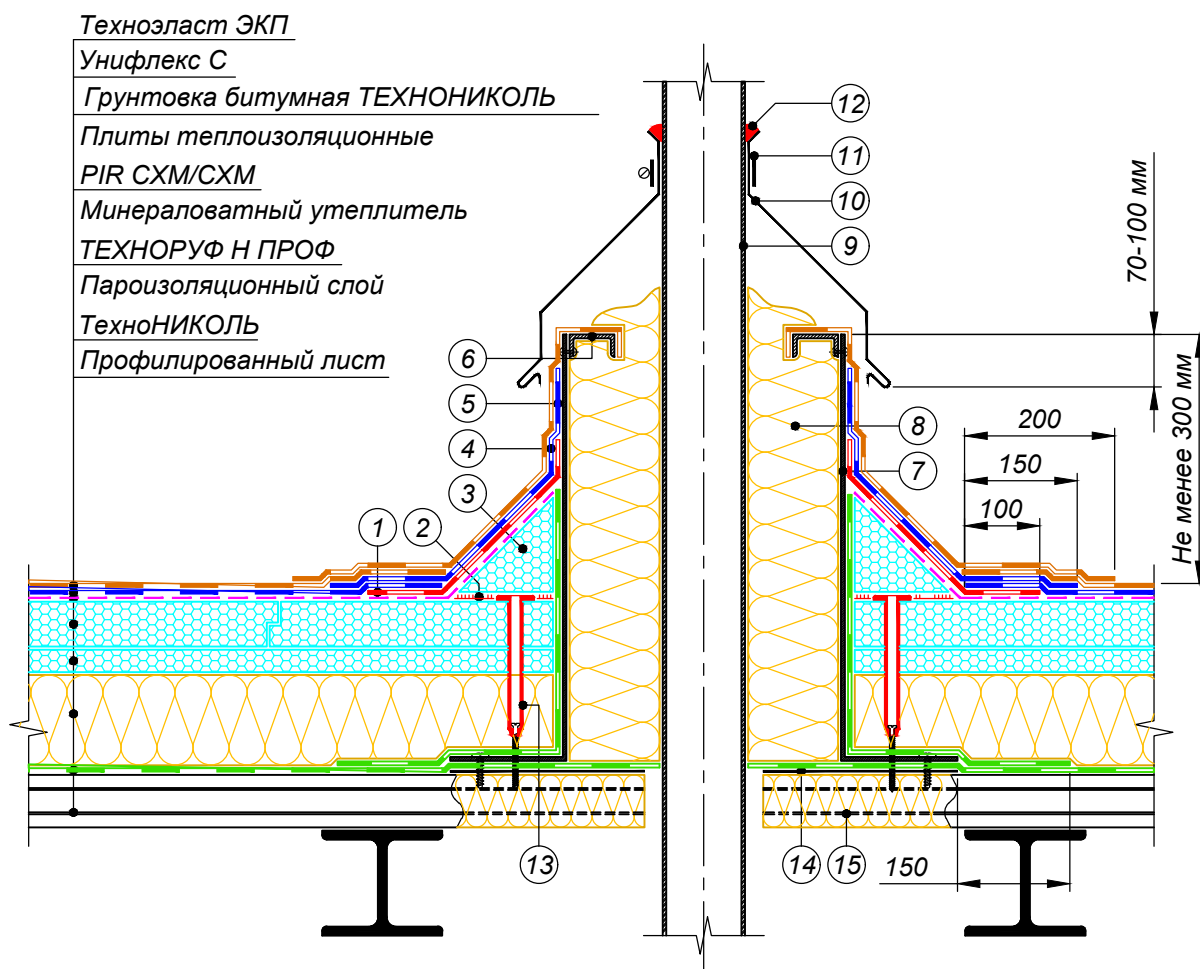 Техноэласт ЭКП
Унифлекс С
Грунтовка битумная ТЕХНОНИКОЛЬ
Плиты теплоизоляционные
PIR СХМ/СХМ
Минераловатный утеплитель
ТЕХНОРУФ Н ПРОФ
Пароизоляционный слой
ТехноНИКОЛЬ
Профилированный лист
12
11
10
9
70-100 мм
6
5
4
3
2
1
8
7
200
150
100
Не менее 300 мм
13
14
15
150